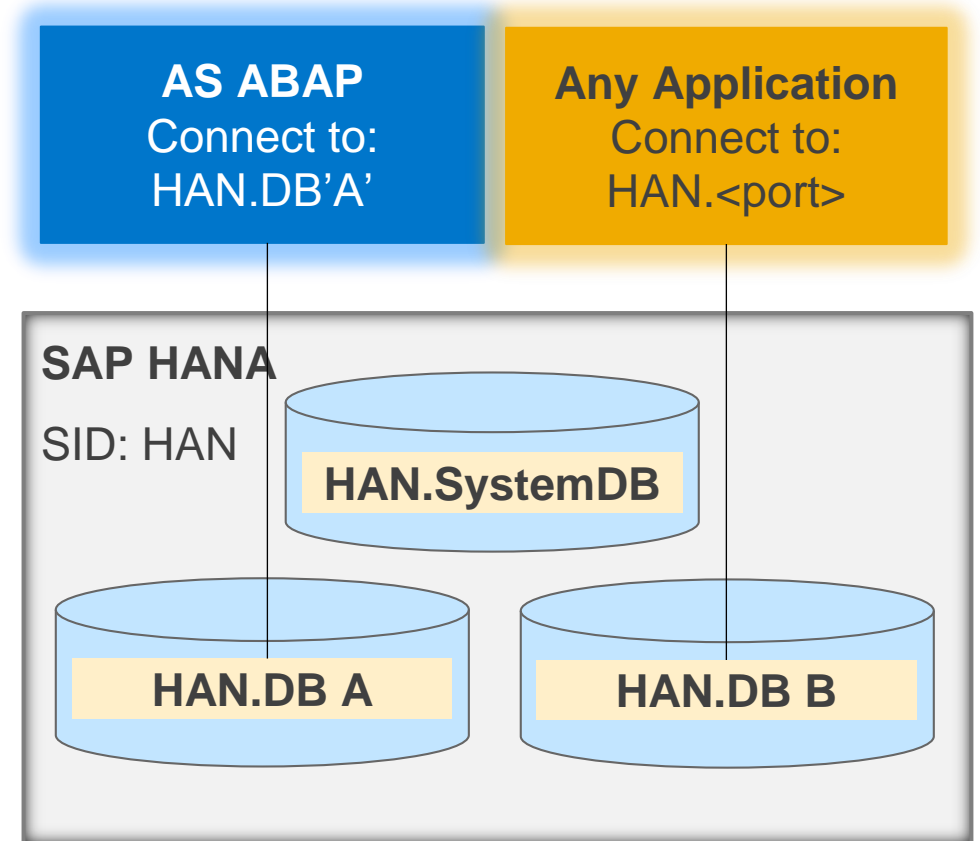 AS ABAP
Connect to:
HAN.DB’A’
Any Application
Connect to:
HAN.<port>
SAP HANA
SID: HAN
HAN.SystemDB
HAN.DB A
HAN.DB B